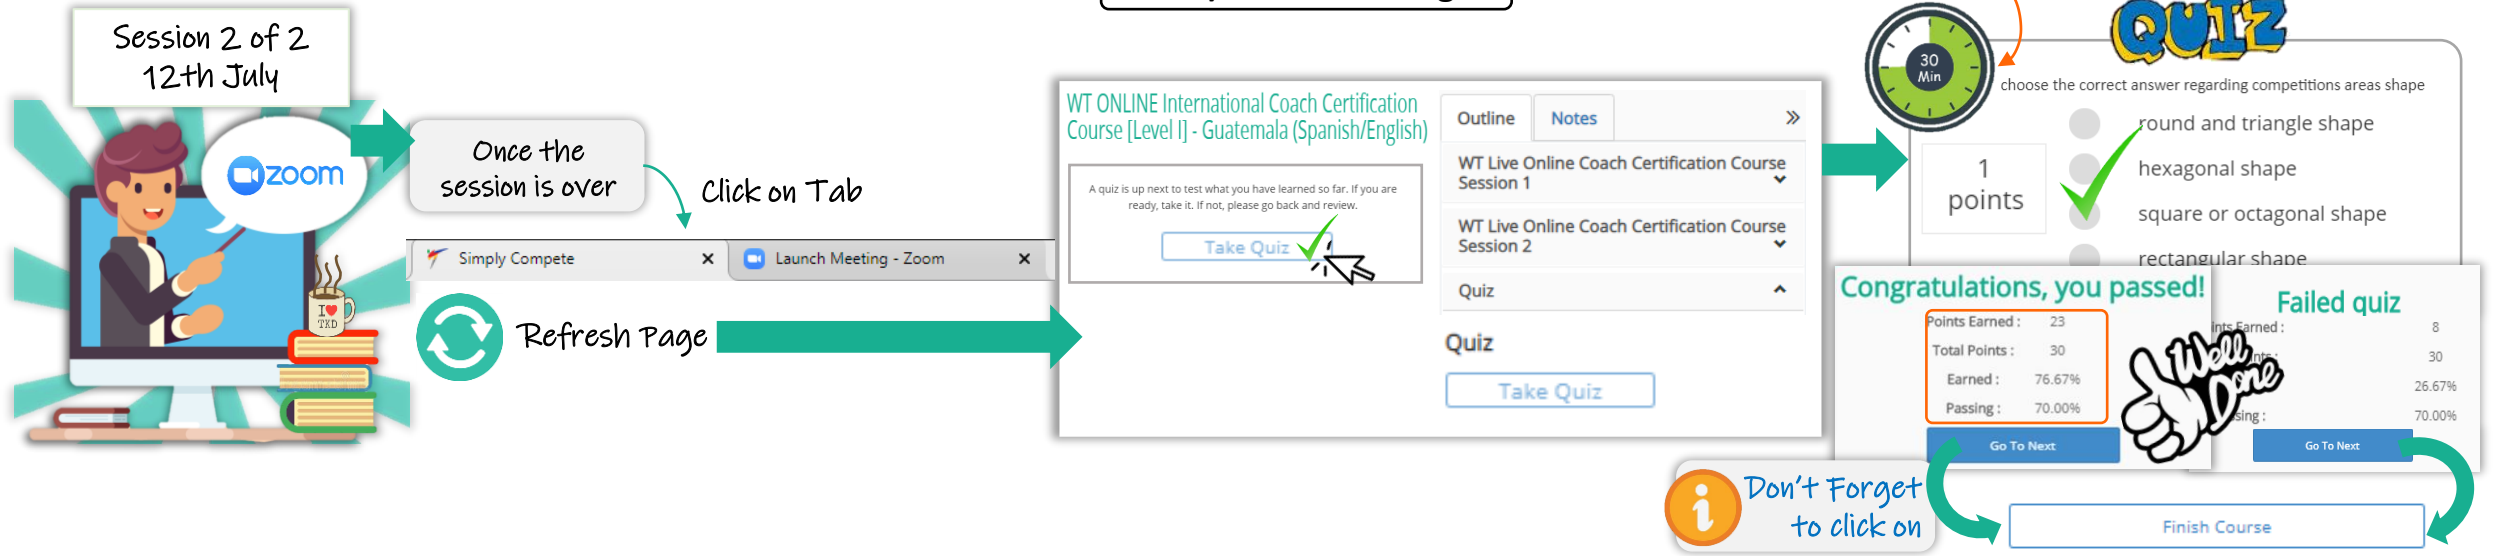 Session 2 of 2
12th July
zoom
I ♥
TKD
Once the
session is over
Click on Tab
Simply Compete
Launch Meeting - Zoom
Refresh Page
WT ONLINE International Coach Certification
Course [Level I] - Guatemala (Spanish/English)
A quiz is up next to test what you have learned so far. If you are
ready, take it. If not, please go back and review.
Take Quiz
Outline
Notes
WT Live Online Coach Certification Course
Session 1
WT Live Online Coach Certification Course
Session 2
Quiz
Quiz
Take Quiz
30
Min
QUIZ
choose the correct answer regarding competitions areas shape
1
points
round and triangle shape
hexagonal shape
square or octagonal shape
rectangular shape
Congratulations, you passed!
Points Earned : 23
Total Points : 30
Earned : 76.67%
Passing : 70.00%
Go To Next
Well
Done
Failed quiz
Earned : 8
30
26.67%
70.00%
Go To Next
Don't Forget
to click on
Finish Course